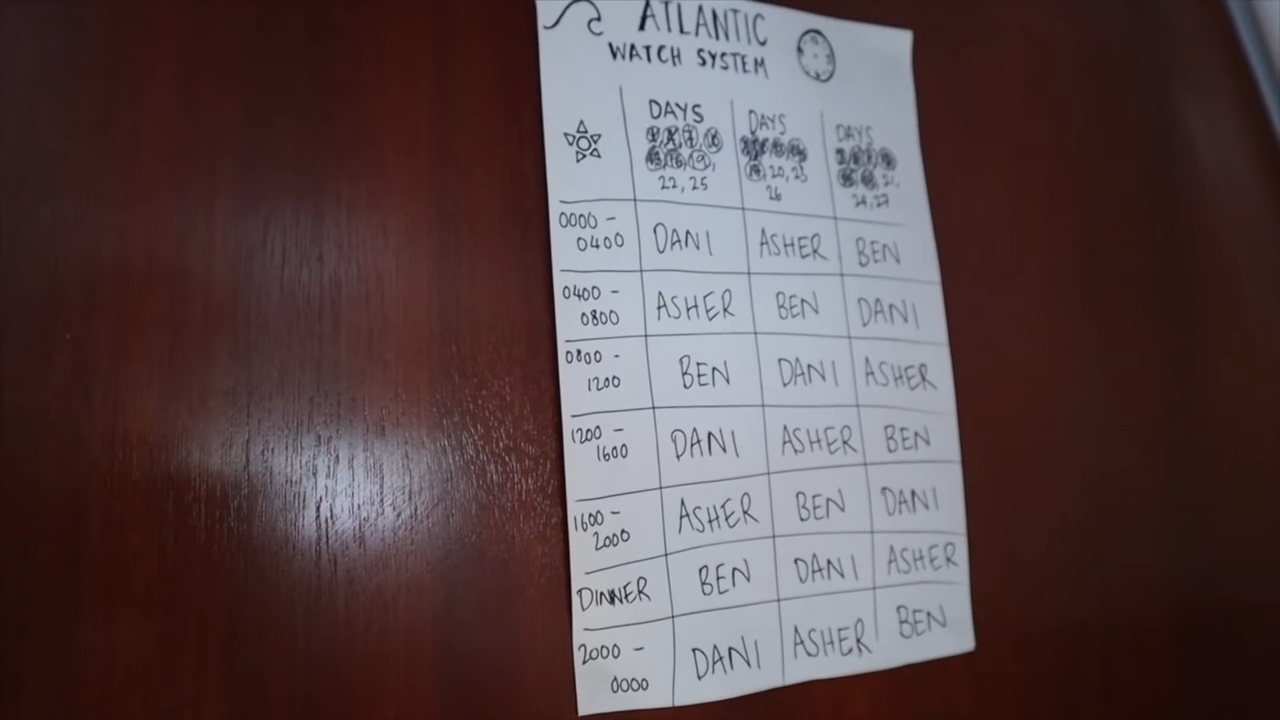 ATLANTIC
WATCH SYSTEM
DAYS DAYS DAYS
19,
22, 25
20, 23
26
21,
24, 27
0000 -
0400 DANI ASHER BEN
0400 -
0800 ASHER BEN DANI
0800 -
1200 BEN DANI ASHER
1200 -
1600 DANI ASHER BEN
1600 -
2000 ASHER BEN DANI
DINNER BEN DANI ASHER
2000 -
0000 DANI ASHER BEN